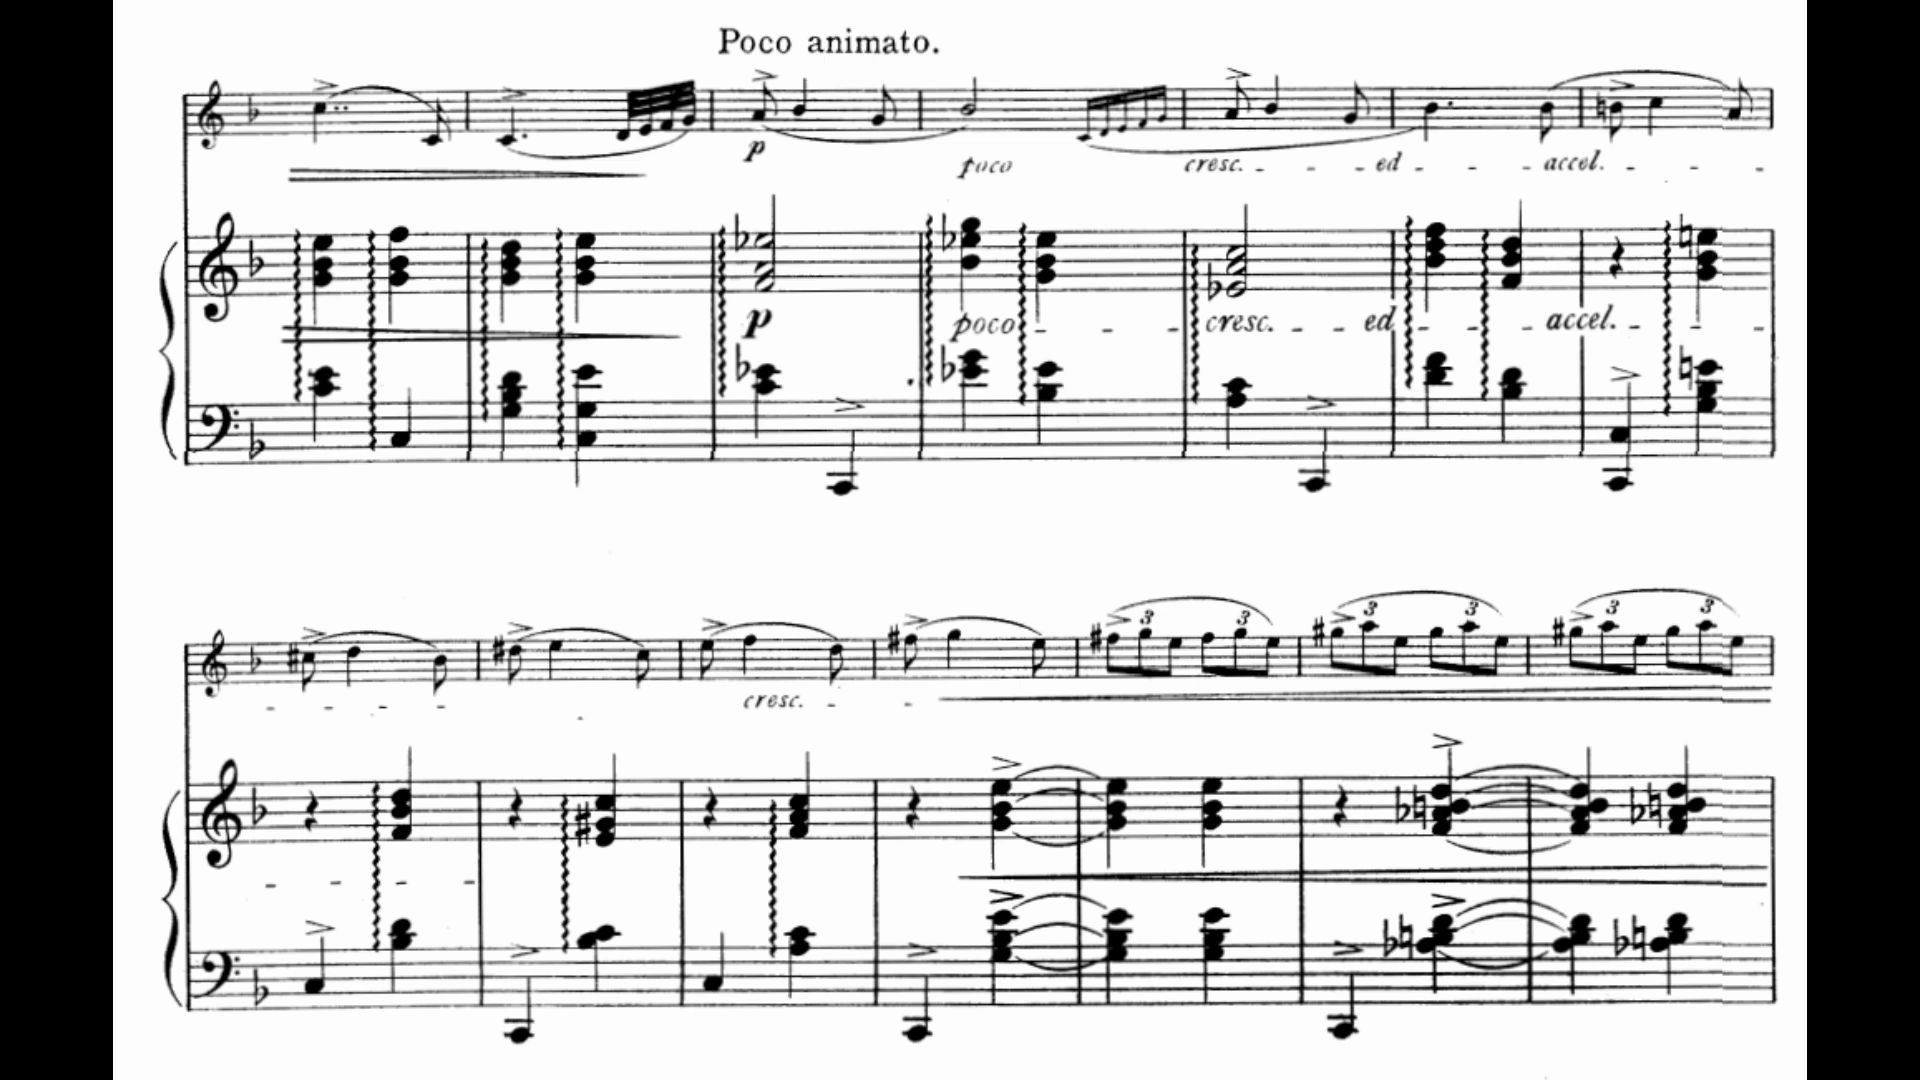 Poco animato.
p poco cresc. ed accel.
p poco cresc. ed accel.
3 3 3 3 3 3
cresc.